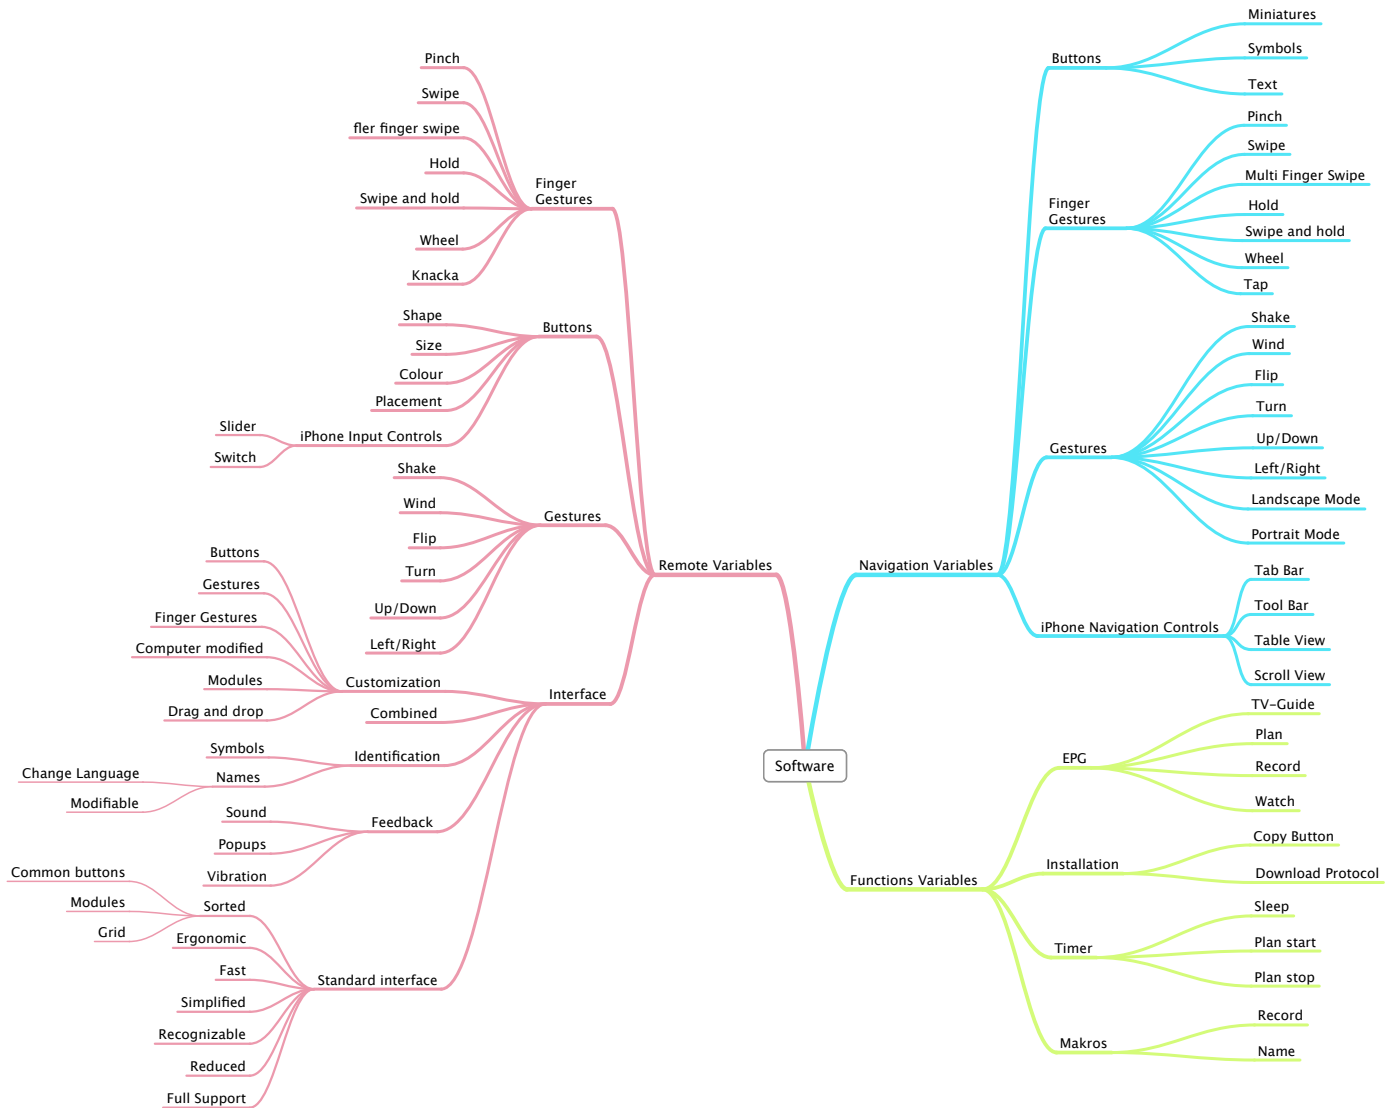 Software
Remote Variables
Finger
Gestures
Pinch
Swipe
fler finger swipe
Hold
Swipe and hold
Wheel
Knacka
Buttons
Shape
Size
Colour
Placement
iPhone Input Controls
Slider
Switch
Gestures
Shake
Wind
Flip
Turn
Up/Down
Left/Right
Interface
Customization
Buttons
Gestures
Finger Gestures
Computer modified
Modules
Drag and drop
Combined
Identification
Symbols
Names
Change Language
Modifiable
Feedback
Sound
Popups
Vibration
Standard interface
Sorted
Common buttons
Modules
Grid
Ergonomic
Fast
Simplified
Recognizable
Reduced
Full Support
Navigation Variables
Buttons
Miniatures
Symbols
Text
Finger
Gestures
Pinch
Swipe
Multi Finger Swipe
Hold
Swipe and hold
Wheel
Tap
Gestures
Shake
Wind
Flip
Turn
Up/Down
Left/Right
Landscape Mode
Portrait Mode
iPhone Navigation Controls
Tab Bar
Tool Bar
Table View
Scroll View
Functions Variables
EPG
TV-Guide
Plan
Record
Watch
Installation
Copy Button
Download Protocol
Timer
Sleep
Plan start
Plan stop
Makros
Record
Name